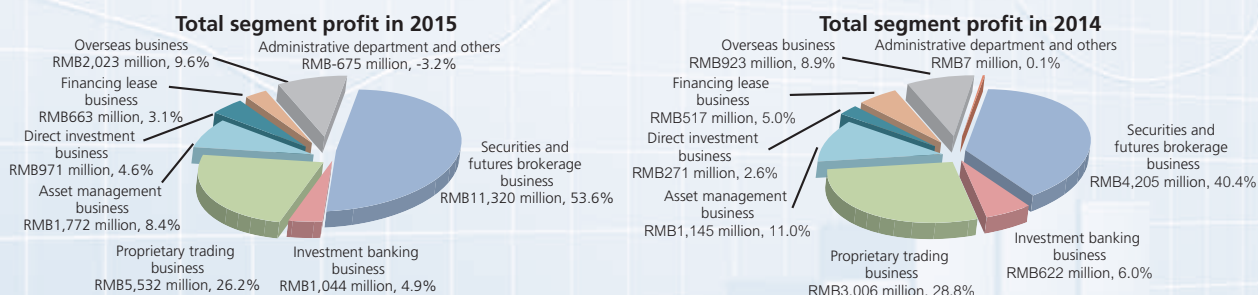 Total segment profit in 2015
Overseas business
RMB2,023 million, 9.6%
Administrative department and others
RMB-675 million, -3.2%
Financing lease
business
RMB663 million, 3.1%
Direct investment
business
RMB971 million, 4.6%
Asset management
business
RMB1,772 million, 8.4%
Proprietary trading
business
RMB5,532 million, 26.2%
Investment banking
business
RMB1,044 million, 4.9%
Securities and
futures brokerage
business
RMB11,320 million, 53.6%
Total segment profit in 2014
Overseas business
RMB923 million, 8.9%
Administrative department and others
RMB7 million, 0.1%
Financing lease
business
RMB517 million, 5.0%
Direct investment
business
RMB271 million, 2.6%
Asset management
business
RMB1,145 million, 11.0%
Proprietary trading
business
RMB3,006 million, 28.8%
Investment banking
business
RMB622 million, 6.0%
Securities and
futures brokerage
business
RMB4,205 million, 40.4%